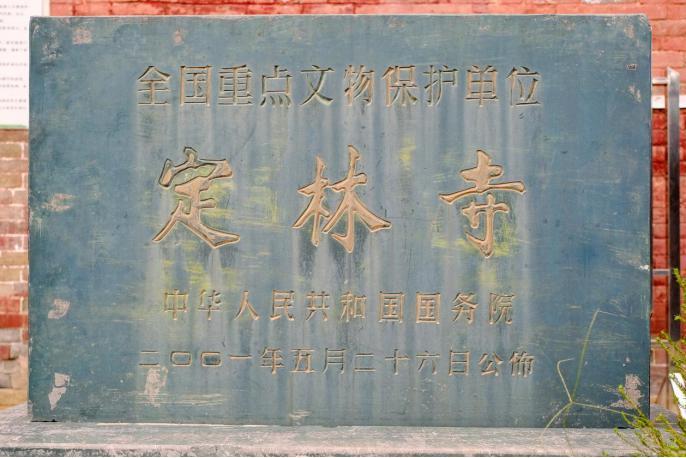 全国重点文物保护单位
定林寺
中华人民共和国国务院
二〇〇一年五月二十六日公佈